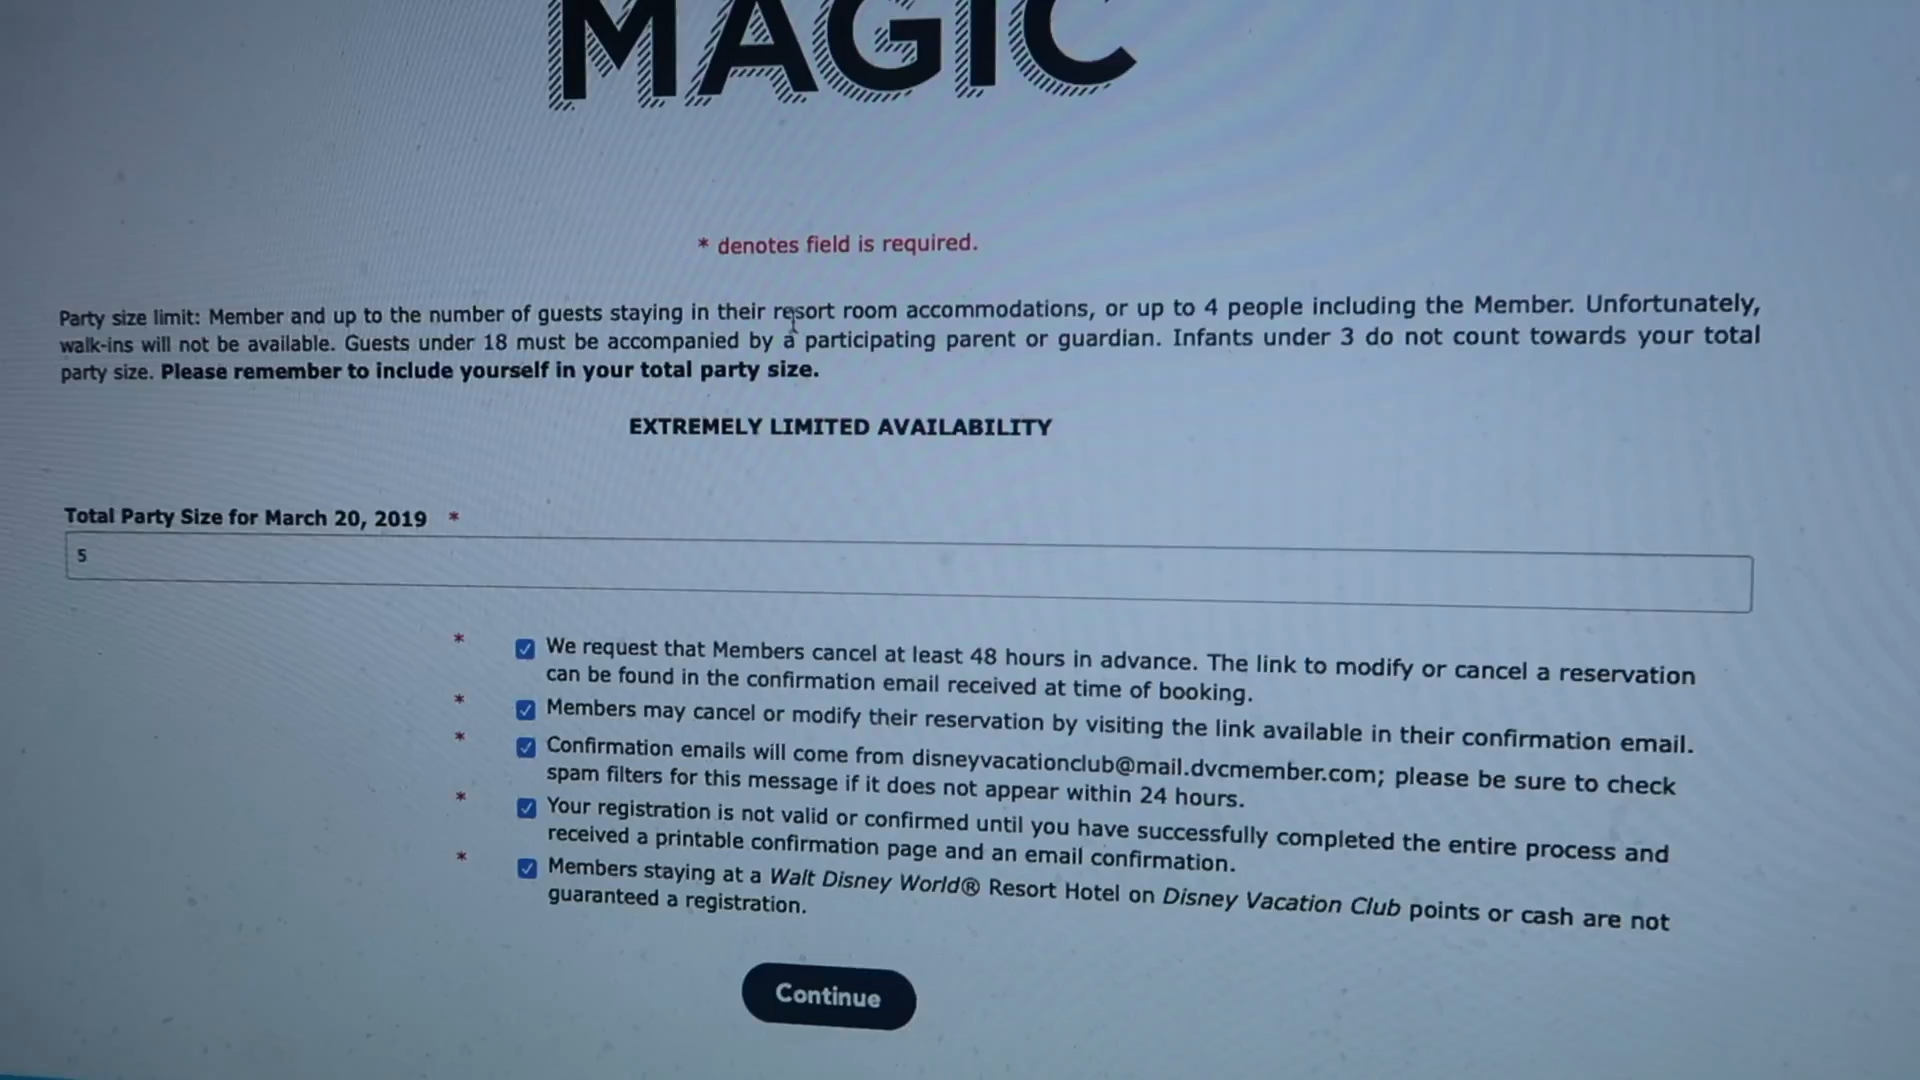 MAGIC
* denotes field is required.
Party size limit: Member and up to the number of guests staying in their resort room accommodations, or up to 4 people including the Member. Unfortunately,
walk-ins will not be available. Guests under 18 must be accompanied by a participating parent or guardian. Infants under 3 do not count towards your total
party size. Please remember to include yourself in your total party size.
EXTREMELY LIMITED AVAILABILITY
Total Party Size for March 20, 2019 *
5
* We request that Members cancel at least 48 hours in advance. The link to modify or cancel a reservation
can be found in the confirmation email received at time of booking.
* Members may cancel or modify their reservation by visiting the link available in their confirmation email.
* Confirmation emails will come from disneyvacationclub@mail.dvcmember.com; please be sure to check
spam filters for this message if it does not appear within 24 hours.
* Your registration is not valid or confirmed until you have successfully completed the entire process and
received a printable confirmation page and an email confirmation.
* Members staying at a Walt Disney World® Resort Hotel on Disney Vacation Club points or cash are not
guaranteed a registration.
Continue